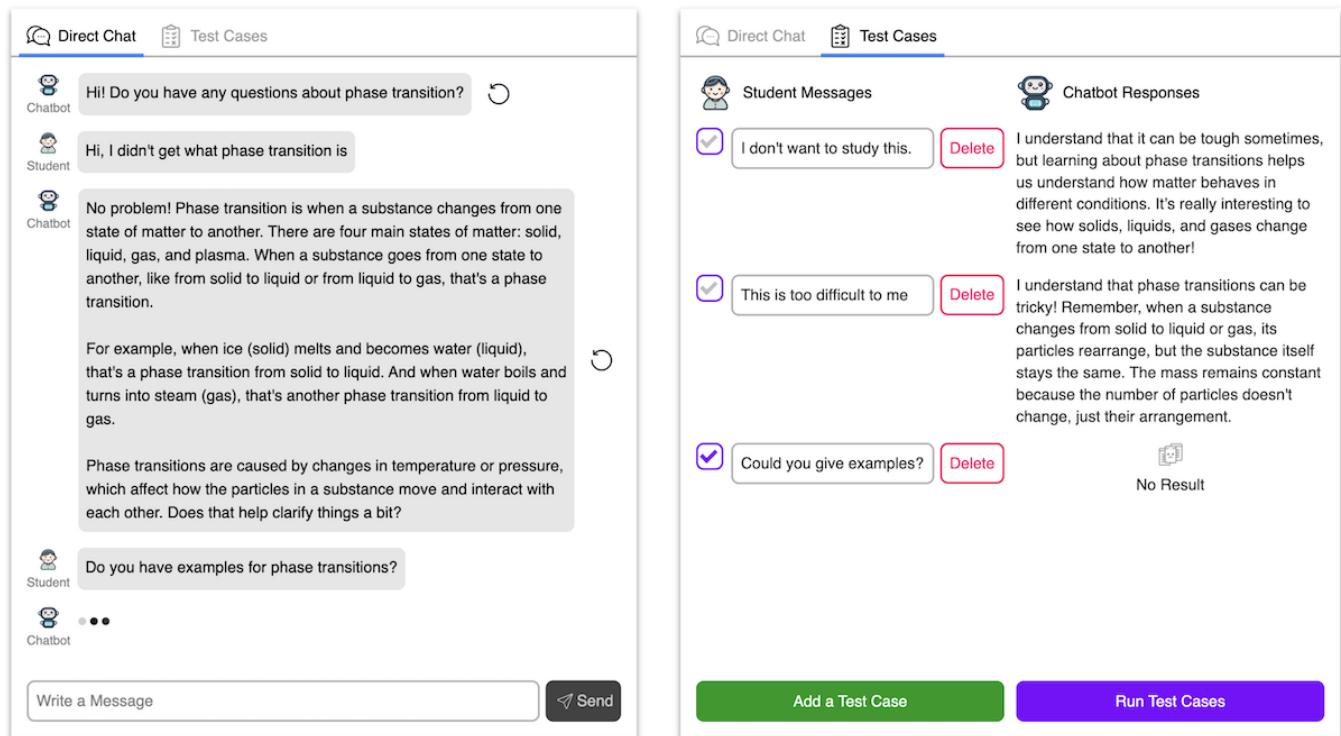 Direct Chat
Test Cases
Chatbot
Hi! Do you have any questions about phase transition?
Student
Hi, I didn't get what phase transition is
Chatbot
No problem! Phase transition is when a substance changes from one
state of matter to another. There are four main states of matter: solid,
liquid, gas, and plasma. When a substance goes from one state to
another, like from solid to liquid or from liquid to gas, that's a phase
transition.
For example, when ice (solid) melts and becomes water (liquid),
that's a phase transition from solid to liquid. And when water boils and
turns into steam (gas), that's another phase transition from liquid to
gas.
Phase transitions are caused by changes in temperature or pressure,
which affect how the particles in a substance move and interact with
each other. Does that help clarify things a bit?
Student
Do you have examples for phase transitions?
Chatbot
Write a Message
Send
Direct Chat
Test Cases
Student Messages
Chatbot Responses
I don't want to study this.
Delete
I understand that it can be tough sometimes,
but learning about phase transitions helps
us understand how matter behaves in
different conditions. It's really interesting to
see how solids, liquids, and gases change
from one state to another!
This is too difficult to me
Delete
I understand that phase transitions can be
tricky! Remember, when a substance
changes from solid to liquid or gas, its
particles rearrange, but the substance itself
stays the same. The mass remains constant
because the number of particles doesn't
change, just their arrangement.
Could you give examples?
Delete
No Result
Add a Test Case
Run Test Cases